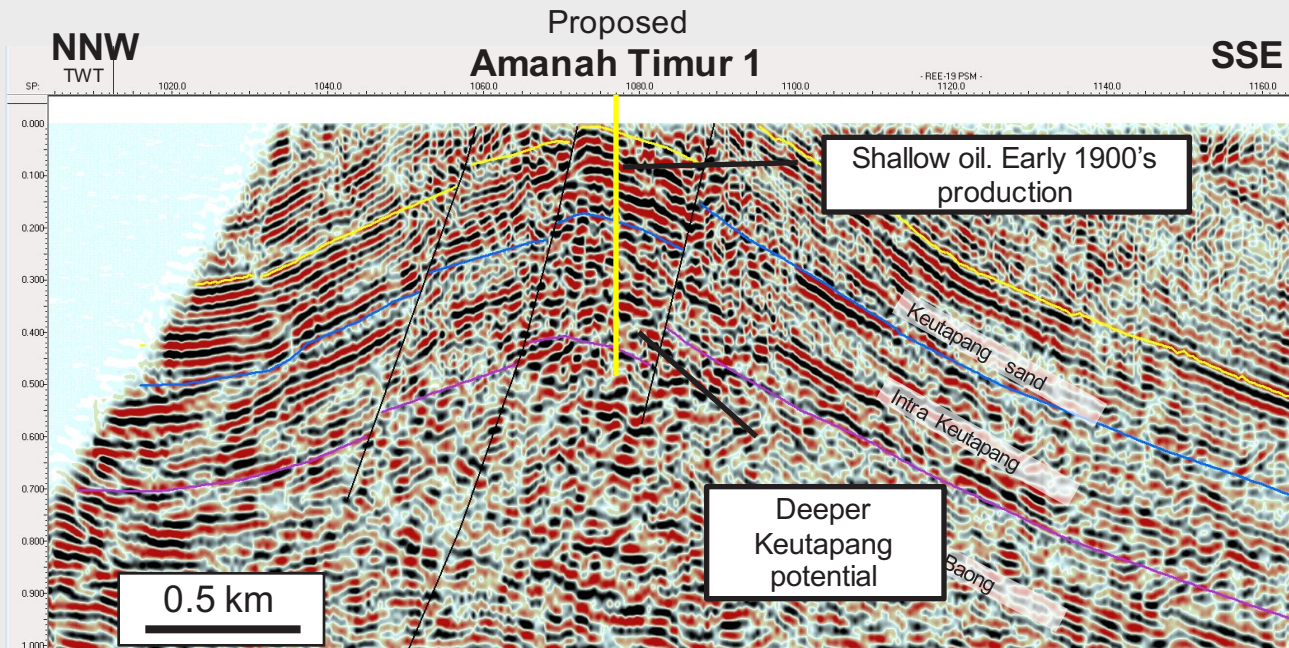 Proposed
NNW
Amanah Timur 1
SSE
TWT
- REE-19 PSM -
SP: 1020.0 1040.0 1060.0 1080.0 1100.0 1120.0 1140.0 1160.0
0.000
0.100
0.200
0.300
0.400
0.500
0.600
0.700
0.800
0.900
1.000
Shallow oil. Early 1900's
production
Keutapang sand
Intra Keutapang
Deeper
Keutapang
potential
Baong
0.5 km